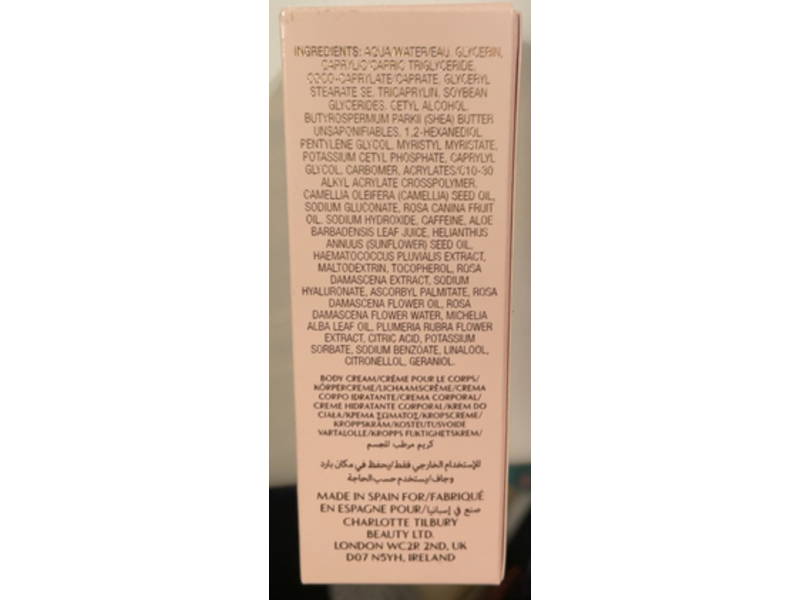 INGREDIENTS: AQUA/WATER/EAU, GLYCERIN,
CAPRYLIC/CAPRIC TRIGLYCERIDE,
COCO-CAPRYLATE/CAPRATE, GLYCERYL
STEARATE SE, TRICAPRYLIN, SOYBEAN
GLYCERIDES, CETYL ALCOHOL,
BUTYROSPERMUM PARKII (SHEA) BUTTER
UNSAPONIFIABLES, 1,2-HEXANEDIOL,
PENTYLENE GLYCOL, MYRISTYL MYRISTATE,
POTASSIUM CETYL PHOSPHATE, CAPRYLYL
GLYCOL, CARBOMER, ACRYLATES/C10-30
ALKYL ACRYLATE CROSSPOLYMER,
CAMELLIA OLEIFERA (CAMELLIA) SEED OIL,
SODIUM GLUCONATE, ROSA CANINA FRUIT
OIL, SODIUM HYDROXIDE, CAFFEINE, ALOE
BARBADENSIS LEAF JUICE, HELIANTHUS
ANNUUS (SUNFLOWER) SEED OIL,
HAEMATOCOCCUS PLUVIALIS EXTRACT,
MALTODEXTRIN, TOCOPHEROL, ROSA
DAMASCENA EXTRACT, SODIUM
HYALURONATE, ASCORBYL PALMITATE, ROSA
DAMASCENA FLOWER OIL, ROSA
DAMASCENA FLOWER WATER, MICHELIA
ALBA LEAF OIL, PLUMERIA RUBRA FLOWER
EXTRACT, CITRIC ACID, POTASSIUM
SORBATE, SODIUM BENZOATE, LINALOOL,
CITRONELLOL, GERANIOL.
BODY CREAM/CRÈME POUR LE CORPS/
KÖRPERCREME/LICHAAMSCRÈME/CREMA
CORPO IDRATANTE/CREMA CORPORAL/
CREME HIDRATANTE CORPORAL/KREM DO
CIAŁA/ΚΡΕΜΑ ΣΩΜΑΤΟΣ/KROPSCREME/
KROPPSKRÄM/KOSTEUTUSVOIDE
VARTALOLLE/KROPPS FUKTIGHETSKREM/
كريم مرطب للجسم
للإستخدام الخارجي فقط/يحفظ في مكان بارد
وجاف/يستخدم حسب الحاجة
MADE IN SPAIN FOR/FABRIQUÉ
EN ESPAGNE POUR/صنع في إسبانيا
CHARLOTTE TILBURY
BEAUTY LTD.
LONDON WC2R 2ND, UK
D07 N5YH, IRELAND